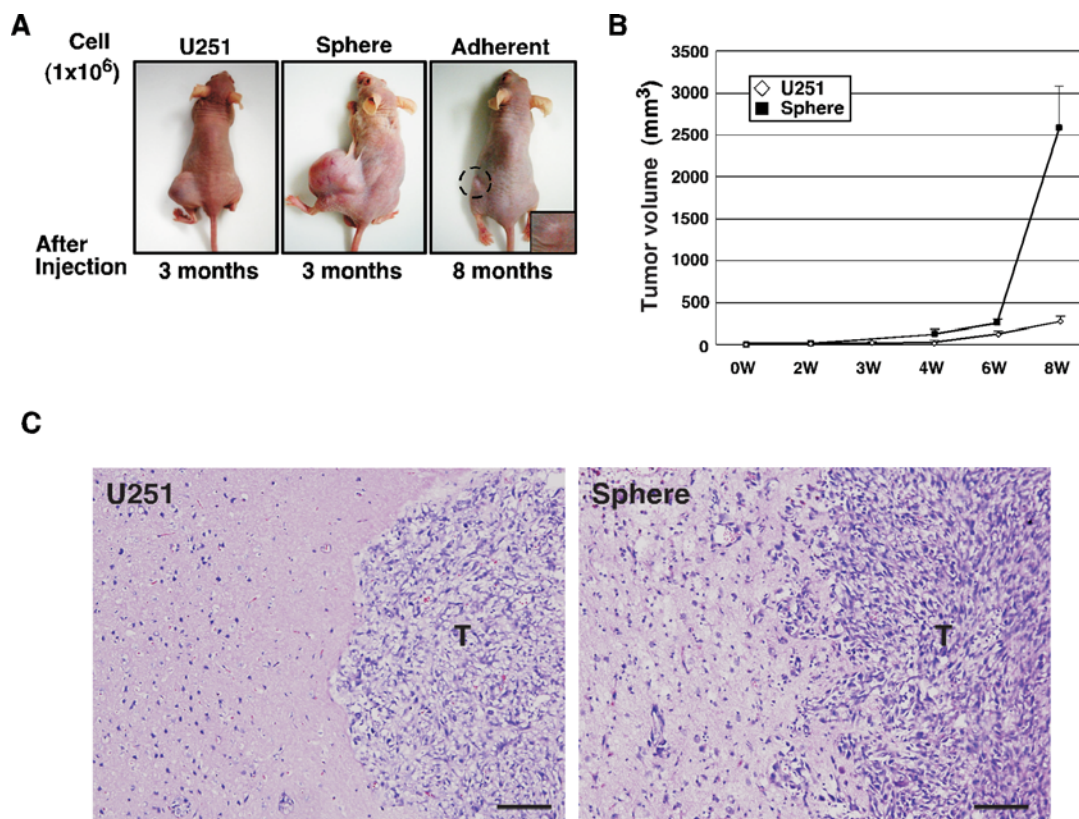 A
Cell
(1x10⁶)
U251
Sphere
Adherent
After
Injection
3 months
3 months
8 months
B
Tumor volume (mm³)
3500
3000
2500
2000
1500
1000
500
0
U251
Sphere
0W
2W
3W
4W
6W
8W
C
U251
T
Sphere
T